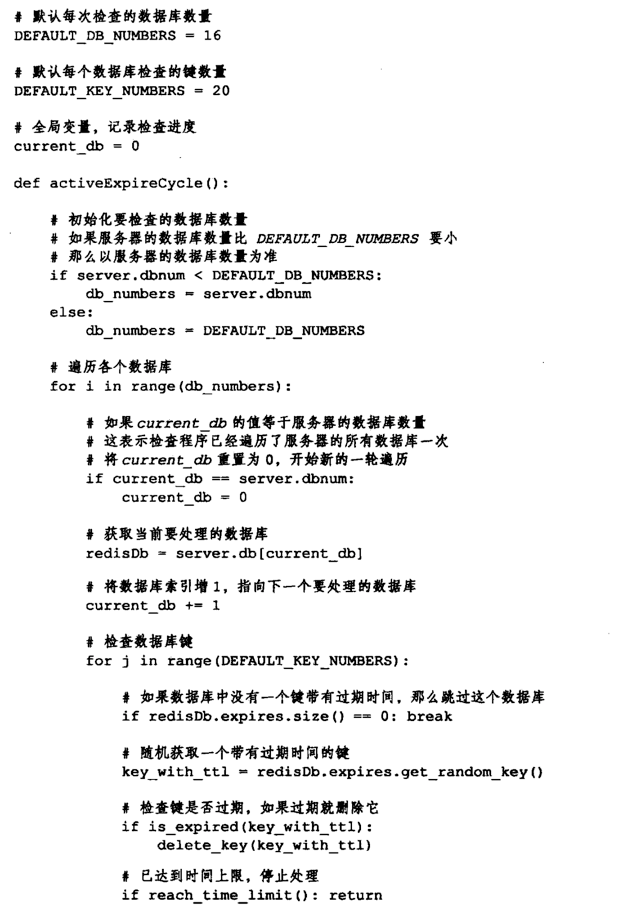 # 默认每次检查的数据库数量
DEFAULT_DB_NUMBERS = 16
# 默认每个数据库检查的键数量
DEFAULT_KEY_NUMBERS = 20
# 全局变量，记录检查进度
current_db = 0
def activeExpireCycle():
# 初始化要检查的数据库数量
# 如果服务器的数据库数量比 DEFAULT_DB_NUMBERS 要小
# 那么以服务器的数据库数量为准
if server.dbnum < DEFAULT_DB_NUMBERS:
db_numbers = server.dbnum
else:
db_numbers = DEFAULT_DB_NUMBERS
# 遍历各个数据库
for i in range(db_numbers):
# 如果 current_db 的值等于服务器的数据库数量
# 这表示检查程序已经遍历了服务器的所有数据库一次
# 将 current_db 重置为 0，开始新的一轮遍历
if current_db == server.dbnum:
current_db = 0
# 获取当前要处理的数据库
redisDb = server.db[current_db]
# 将数据库索引增 1，指向下一个要处理的数据库
current_db += 1
# 检查数据库键
for j in range(DEFAULT_KEY_NUMBERS):
# 如果数据库中没有一个键带有过期时间，那么跳过这个数据库
if redisDb.expires.size() == 0: break
# 随机获取一个带有过期时间的键
key_with_ttl = redisDb.expires.get_random_key()
# 检查键是否过期，如果过期就删除它
if is_expired(key_with_ttl):
delete_key(key_with_ttl)
# 已达到时间上限，停止处理
if reach_time_limit(): return